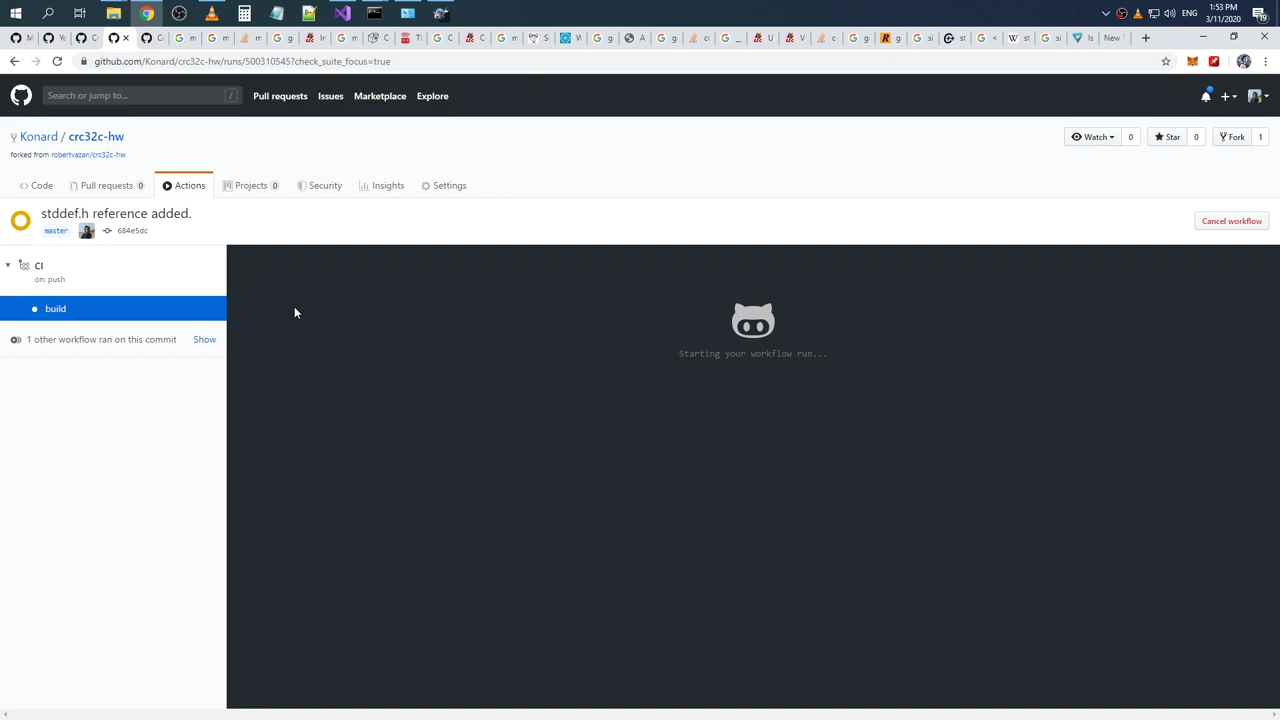 ENG
1:53 PM
3/11/2020
19
github.com/Konard/crc32c-hw/runs/500310545?check_suite_focus=true
Search or jump to...
/
Pull requests
Issues
Marketplace
Explore
Konard / crc32c-hw
forked from robertvazan/crc32c-hw
Watch
0
Star
0
Fork
1
Code
Pull requests 0
Actions
Projects 0
Security
Insights
Settings
stddef.h reference added.
master
684e5dc
Cancel workflow
CI
on: push
build
1 other workflow ran on this commit
Show
Starting your workflow run...